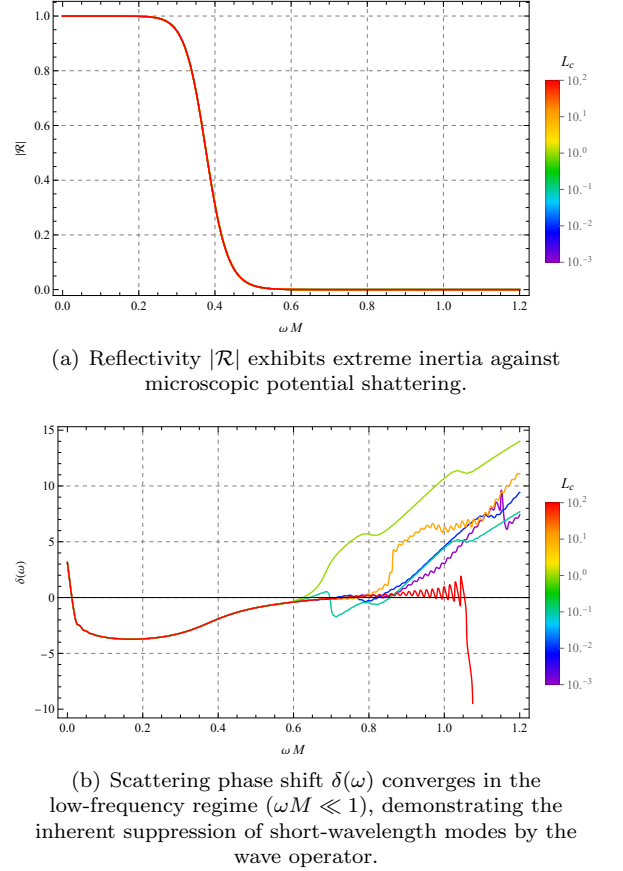 1.0
0.8
0.6
0.4
0.2
0.0
|ℛ|
0.0 0.2 0.4 0.6 0.8 1.0 1.2
ω M
L_c
10^2
10^1
10^0
10^-1
10^-2
10^-3
(a) Reflectivity |ℛ| exhibits extreme inertia against
microscopic potential shattering.
15
10
5
0
-5
-10
δ(ω)
0.0 0.2 0.4 0.6 0.8 1.0 1.2
ω M
L_c
10^2
10^1
10^0
10^-1
10^-2
10^-3
(b) Scattering phase shift δ(ω) converges in the
low-frequency regime (ωM ≪ 1), demonstrating the
inherent suppression of short-wavelength modes by the
wave operator.